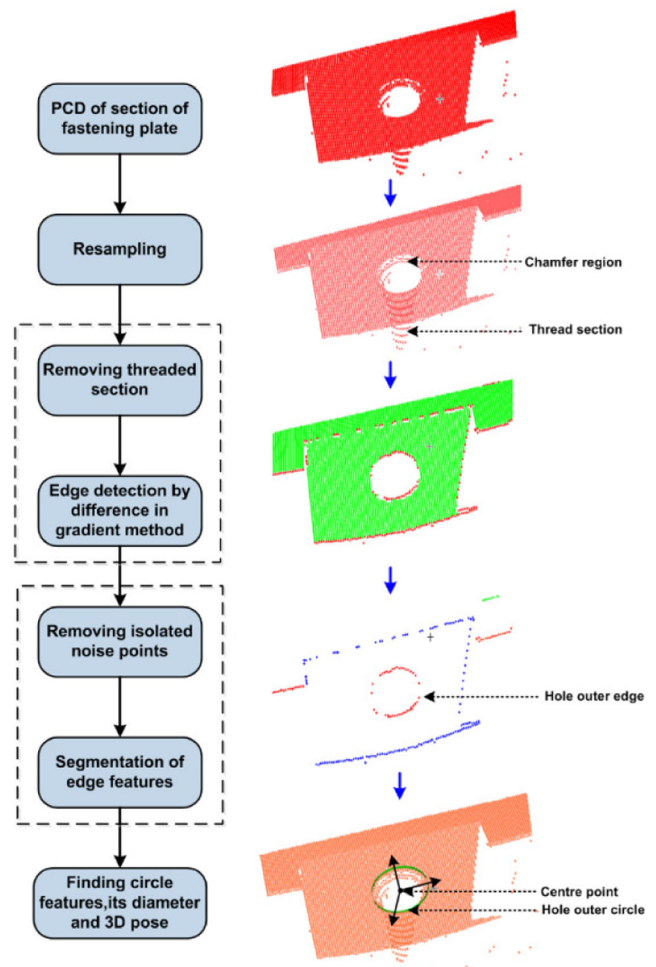 PCD of section of
fastening plate
Resampling
Chamfer region
Thread section
Removing threaded
section
Edge detection by
difference in
gradient method
Removing isolated
noise points
Hole outer edge
Segmentation of
edge features
Finding circle
features,its diameter
and 3D pose
Centre point
Hole outer circle